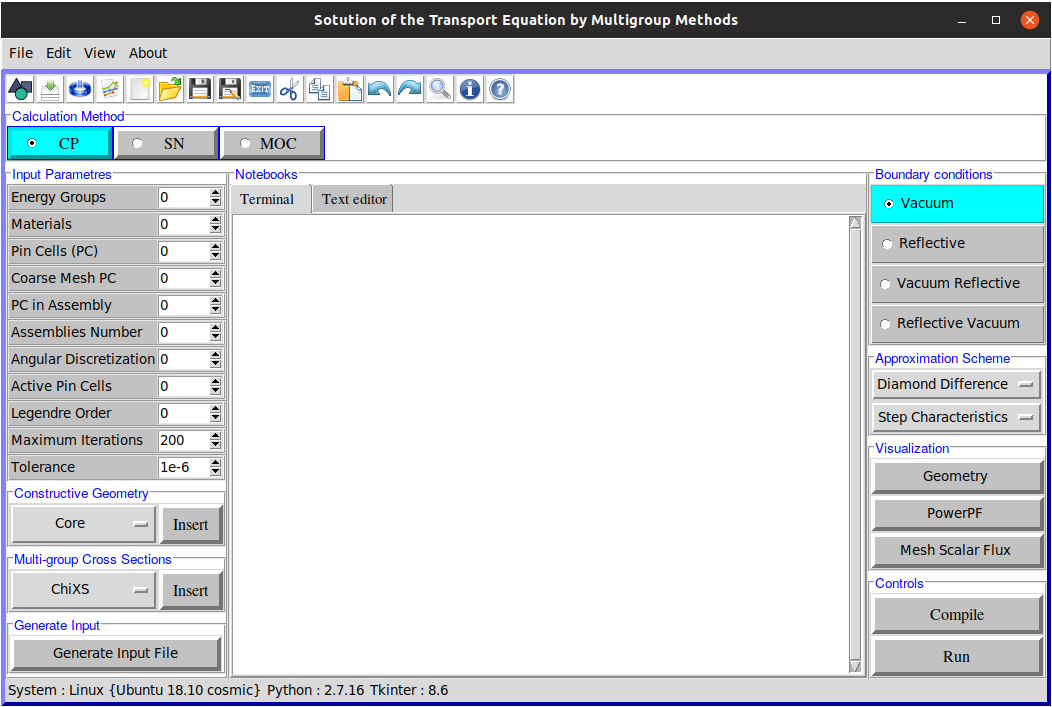 Sotution of the Transport Equation by Multigroup Methods
File Edit View About
EXIT
Calculation Method
CP SN MOC
Input Parametres
Energy Groups 0
Materials 0
Pin Cells (PC) 0
Coarse Mesh PC 0
PC in Assembly 0
Assemblies Number 0
Angular Discretization 0
Active Pin Cells 0
Legendre Order 0
Maximum Iterations 200
Tolerance 1e-6
Constructive Geometry
Core Insert
Multi-group Cross Sections
ChiXS Insert
Generate Input
Generate Input File
Notebooks
Terminal Text editor
Boundary conditions
Vacuum
Reflective
Vacuum Reflective
Reflective Vacuum
Approximation Scheme
Diamond Difference
Step Characteristics
Visualization
Geometry
PowerPF
Mesh Scalar Flux
Controls
Compile
Run
System : Linux {Ubuntu 18.10 cosmic} Python : 2.7.16 Tkinter : 8.6